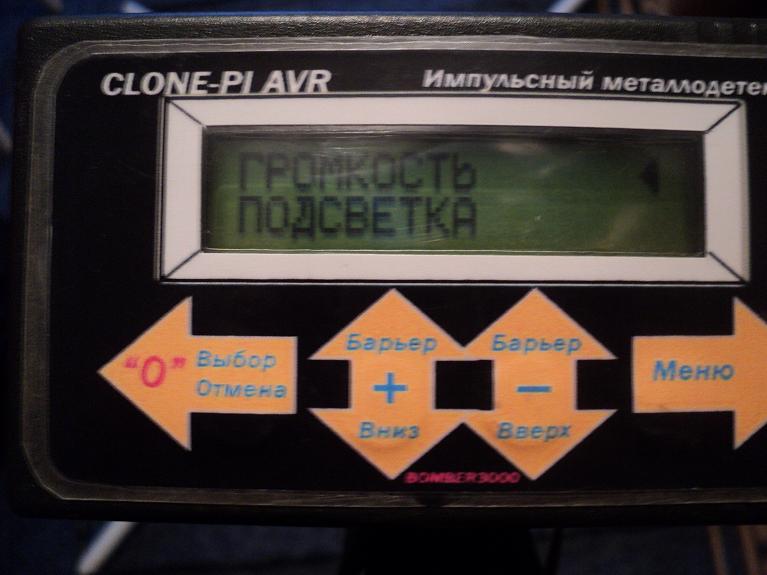 CLONE-PI AVR
Импульсный металлодетек
ГРОМКОСТЬ
ПОДСВЕТКА
"0" Выбор
Отмена
Барьер
+
Вниз
Барьер
−
Вверх
Меню
BOMBER3000